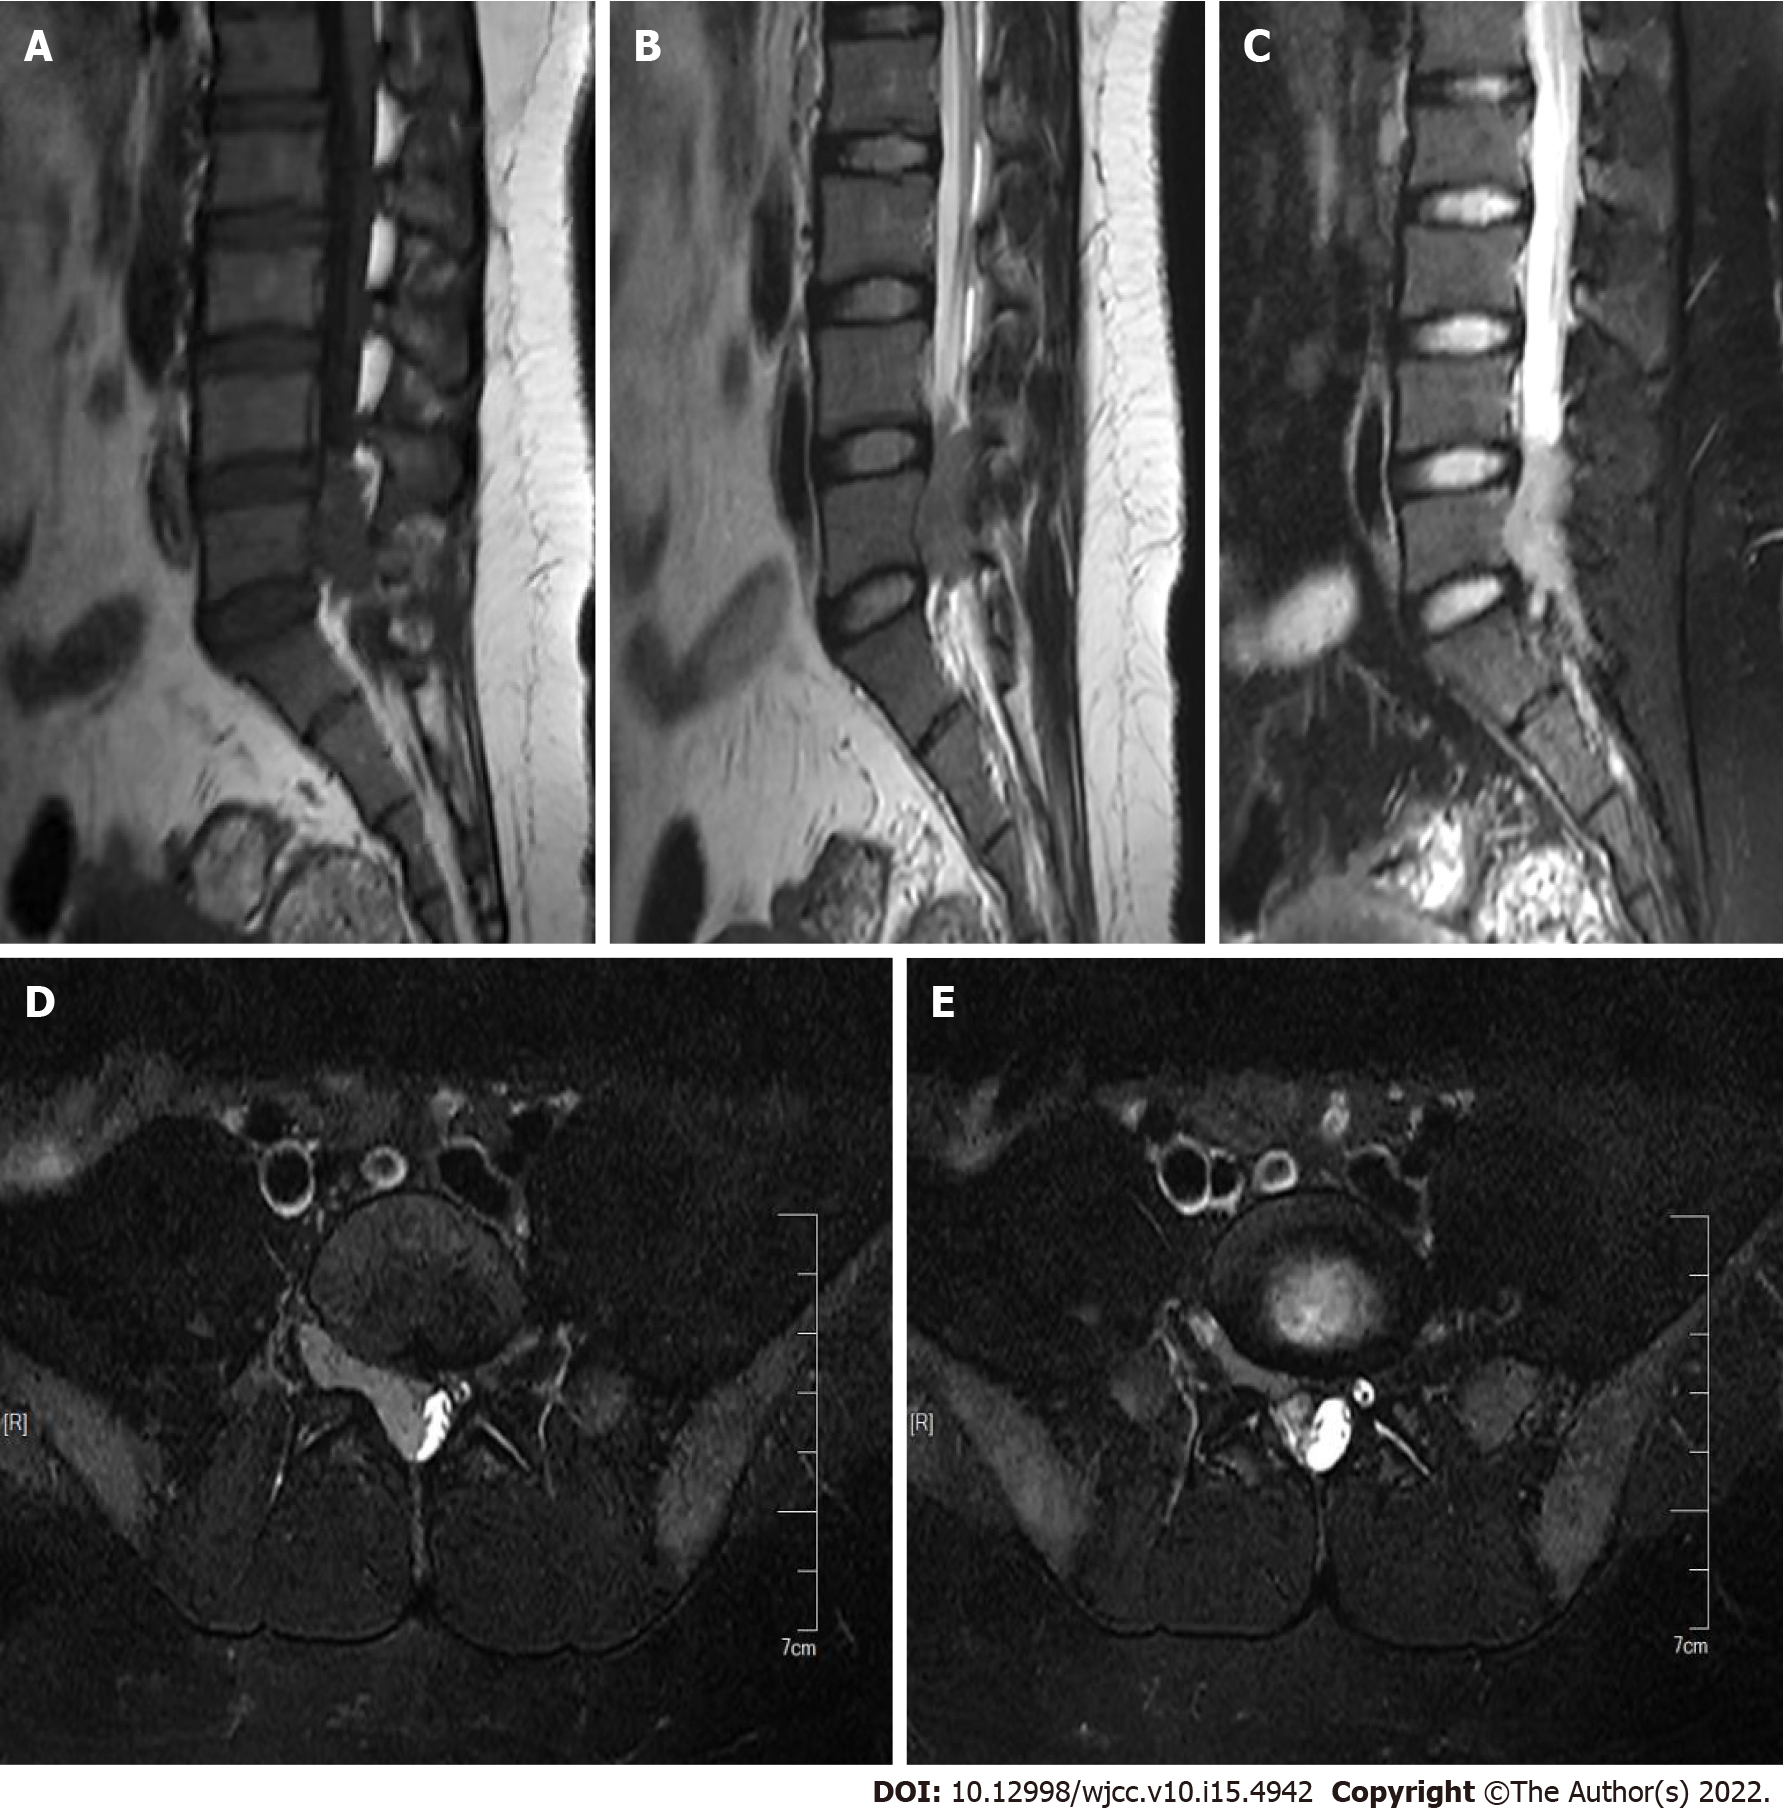 A
B
C
D
E
[R]
[R]
7cm
7cm
DOI: 10.12998/wjcc.v10.i15.4942 Copyright ©The Author(s) 2022.